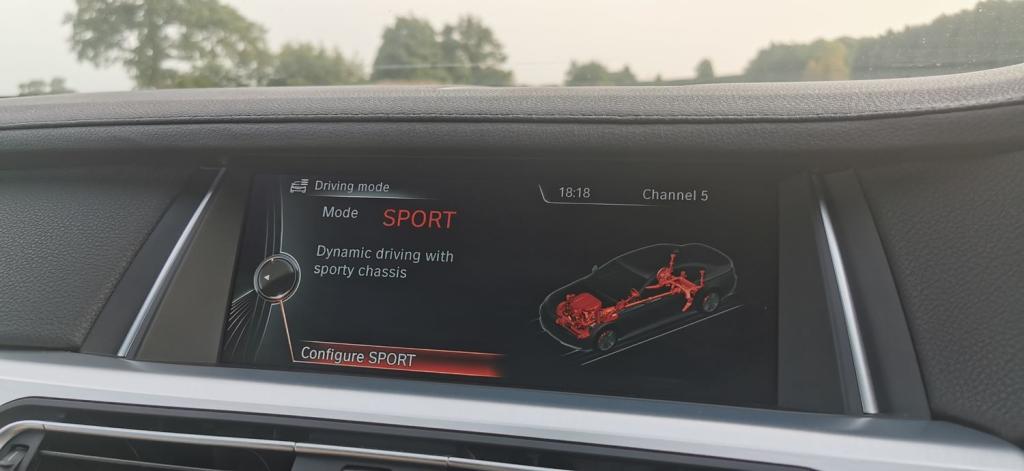 Driving mode
18:18 Channel 5
Mode SPORT
Dynamic driving with
sporty chassis
Configure SPORT